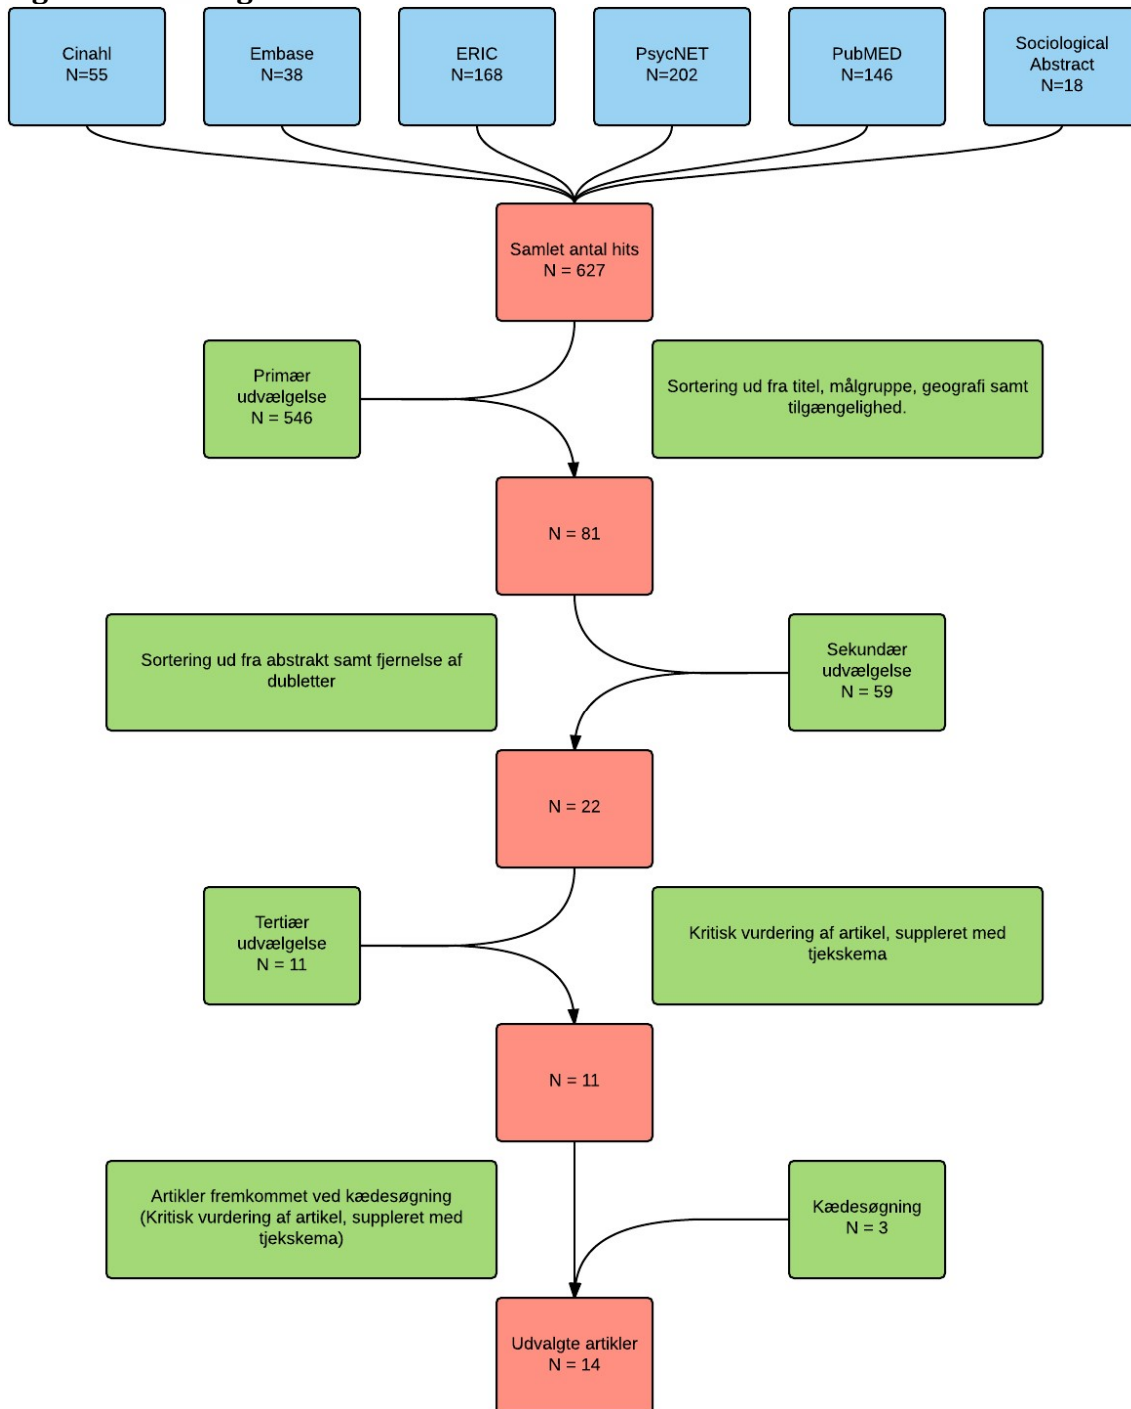 Cinahl
N=55
Embase
N=38
ERIC
N=168
PsycNET
N=202
PubMED
N=146
Sociological
Abstract
N=18
Samlet antal hits
N = 627
Primær
udvælgelse
N = 546
Sortering ud fra titel, målgruppe, geografi samt
tilgængelighed.
N = 81
Sortering ud fra abstrakt samt fjernelse af
dubletter
Sekundær
udvælgelse
N = 59
N = 22
Tertiær
udvælgelse
N = 11
Kritisk vurdering af artikel, suppleret med
tjekskema
N = 11
Artikler fremkommet ved kædesøgning
(Kritisk vurdering af artikel, suppleret med
tjekskema)
Kædesøgning
N = 3
Udvalgte artikler
N = 14